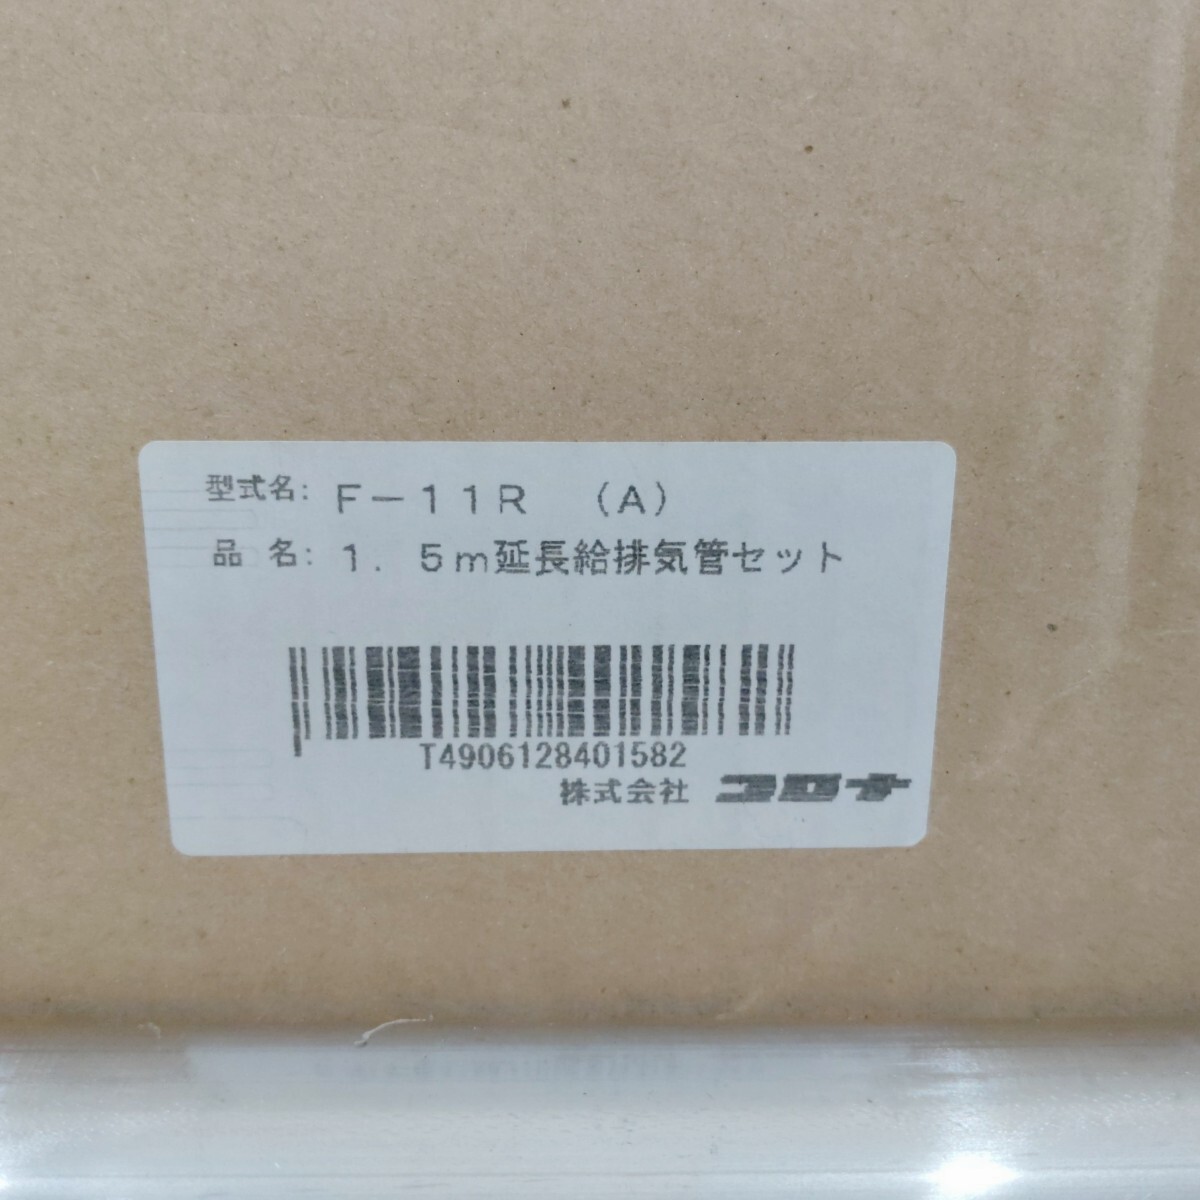 型式名: F－11R （A）
品 名: 1．5m延長給排気管セット
T4906128401582
株式会社 コロナ